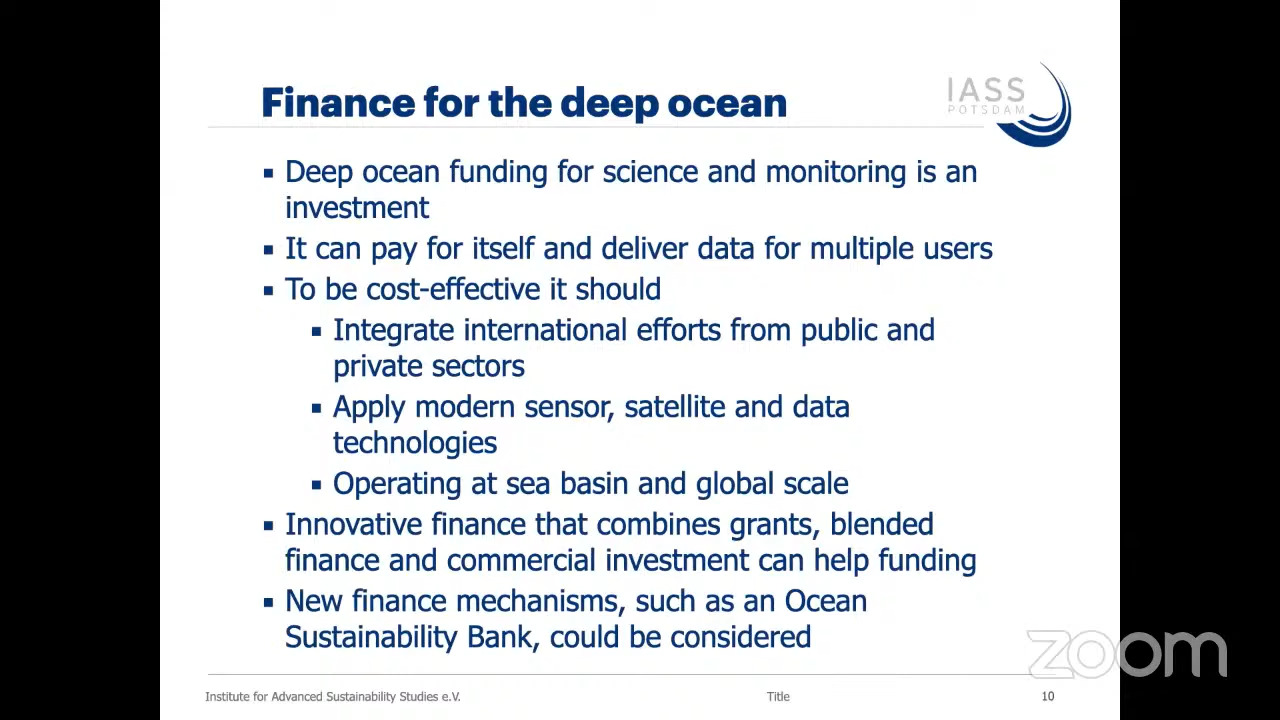 Finance for the deep ocean
IASS
POTSDAM
▪ Deep ocean funding for science and monitoring is an
investment
▪ It can pay for itself and deliver data for multiple users
▪ To be cost-effective it should
▪ Integrate international efforts from public and
private sectors
▪ Apply modern sensor, satellite and data
technologies
▪ Operating at sea basin and global scale
▪ Innovative finance that combines grants, blended
finance and commercial investment can help funding
▪ New finance mechanisms, such as an Ocean
Sustainability Bank, could be considered
zoom
Institute for Advanced Sustainability Studies e.V.
Title
10